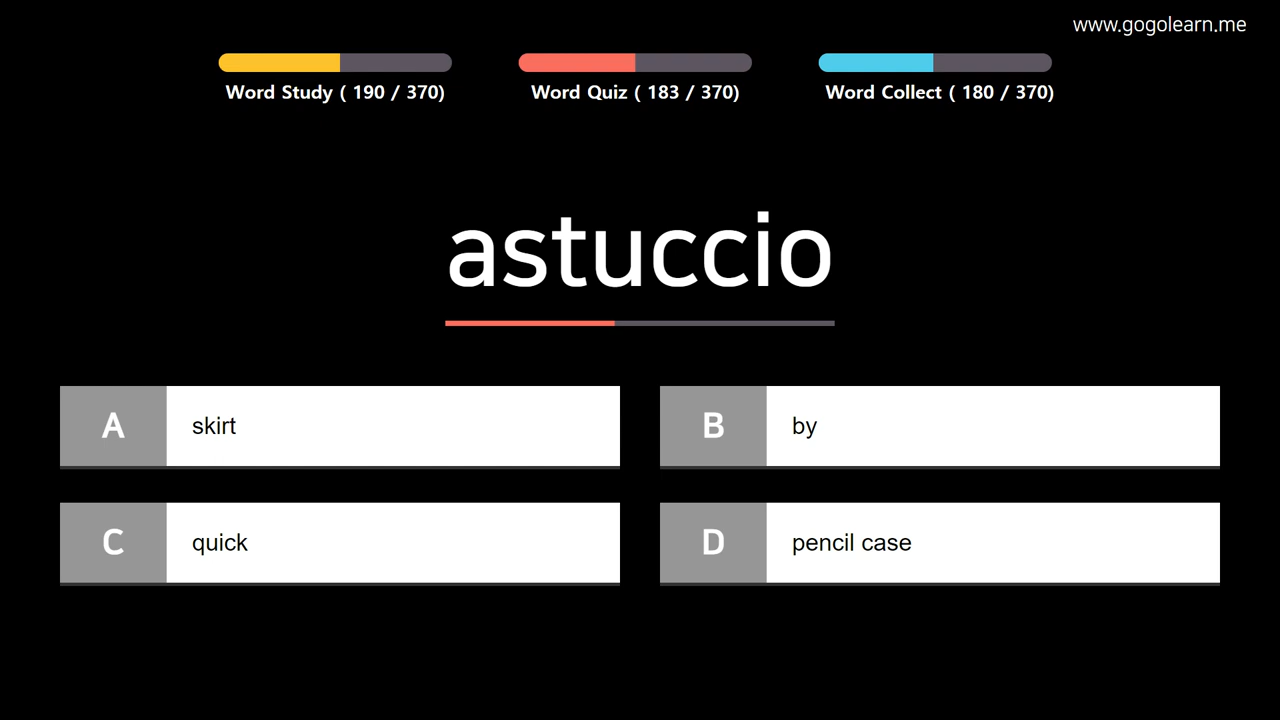 www.gogolearn.me
Word Study ( 190 / 370)
Word Quiz ( 183 / 370)
Word Collect ( 180 / 370)
astuccio
A skirt
B by
C quick
D pencil case